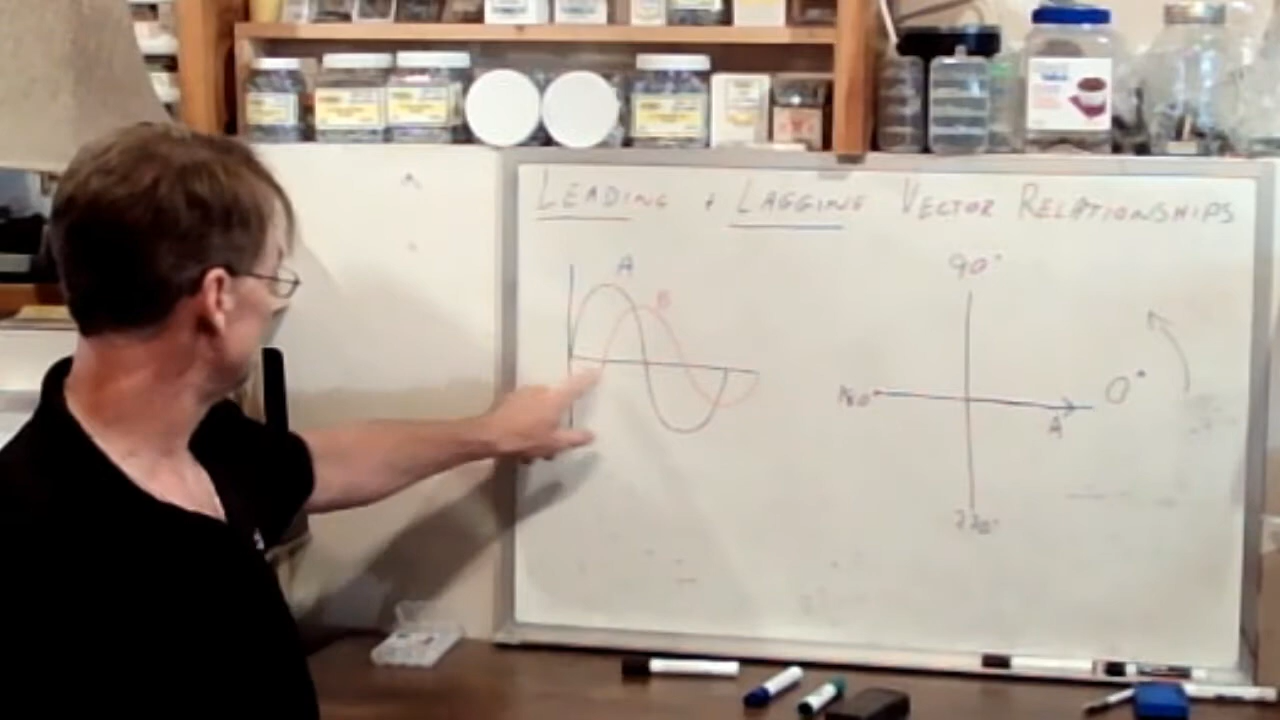 LEADING + LAGGING VECTOR RELATIONSHIPS
A
B
90°
180°
0°
A
270°